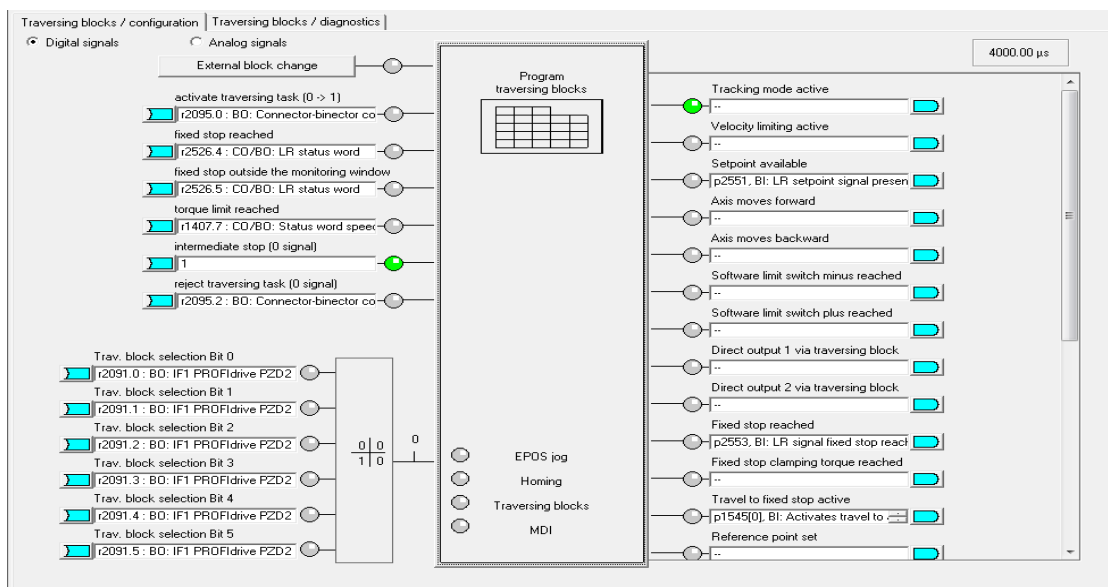 Traversing blocks / configuration
Traversing blocks / diagnostics
Digital signals
Analog signals
4000.00 µs
External block change
activate traversing task (0 -> 1)
r2095.0 : BO: Connector-binector co
fixed stop reached
r2526.4 : CO/BO: LR status word
fixed stop outside the monitoring window
r2526.5 : CO/BO: LR status word
torque limit reached
r1407.7 : CO/BO: Status word speec
intermediate stop (0 signal)
1
reject traversing task (0 signal)
r2095.2 : BO: Connector-binector co
Trav. block selection Bit 0
r2091.0 : BO: IF1 PROFIdrive PZD2
Trav. block selection Bit 1
r2091.1 : BO: IF1 PROFIdrive PZD2
Trav. block selection Bit 2
r2091.2 : BO: IF1 PROFIdrive PZD2
Trav. block selection Bit 3
r2091.3 : BO: IF1 PROFIdrive PZD2
Trav. block selection Bit 4
r2091.4 : BO: IF1 PROFIdrive PZD2
Trav. block selection Bit 5
r2091.5 : BO: IF1 PROFIdrive PZD2
0 0
1 0
0
Program
traversing blocks
EPOS jog
Homing
Traversing blocks
MDI
Tracking mode active
--
Velocity limiting active
--
Setpoint available
p2551, BI: LR setpoint signal presen
Axis moves forward
--
Axis moves backward
--
Software limit switch minus reached
--
Software limit switch plus reached
--
Direct output 1 via traversing block
--
Direct output 2 via traversing block
--
Fixed stop reached
p2553, BI: LR signal fixed stop reach
Fixed stop clamping torque reached
--
Travel to fixed stop active
p1545[0], BI: Activates travel to
Reference point set
--